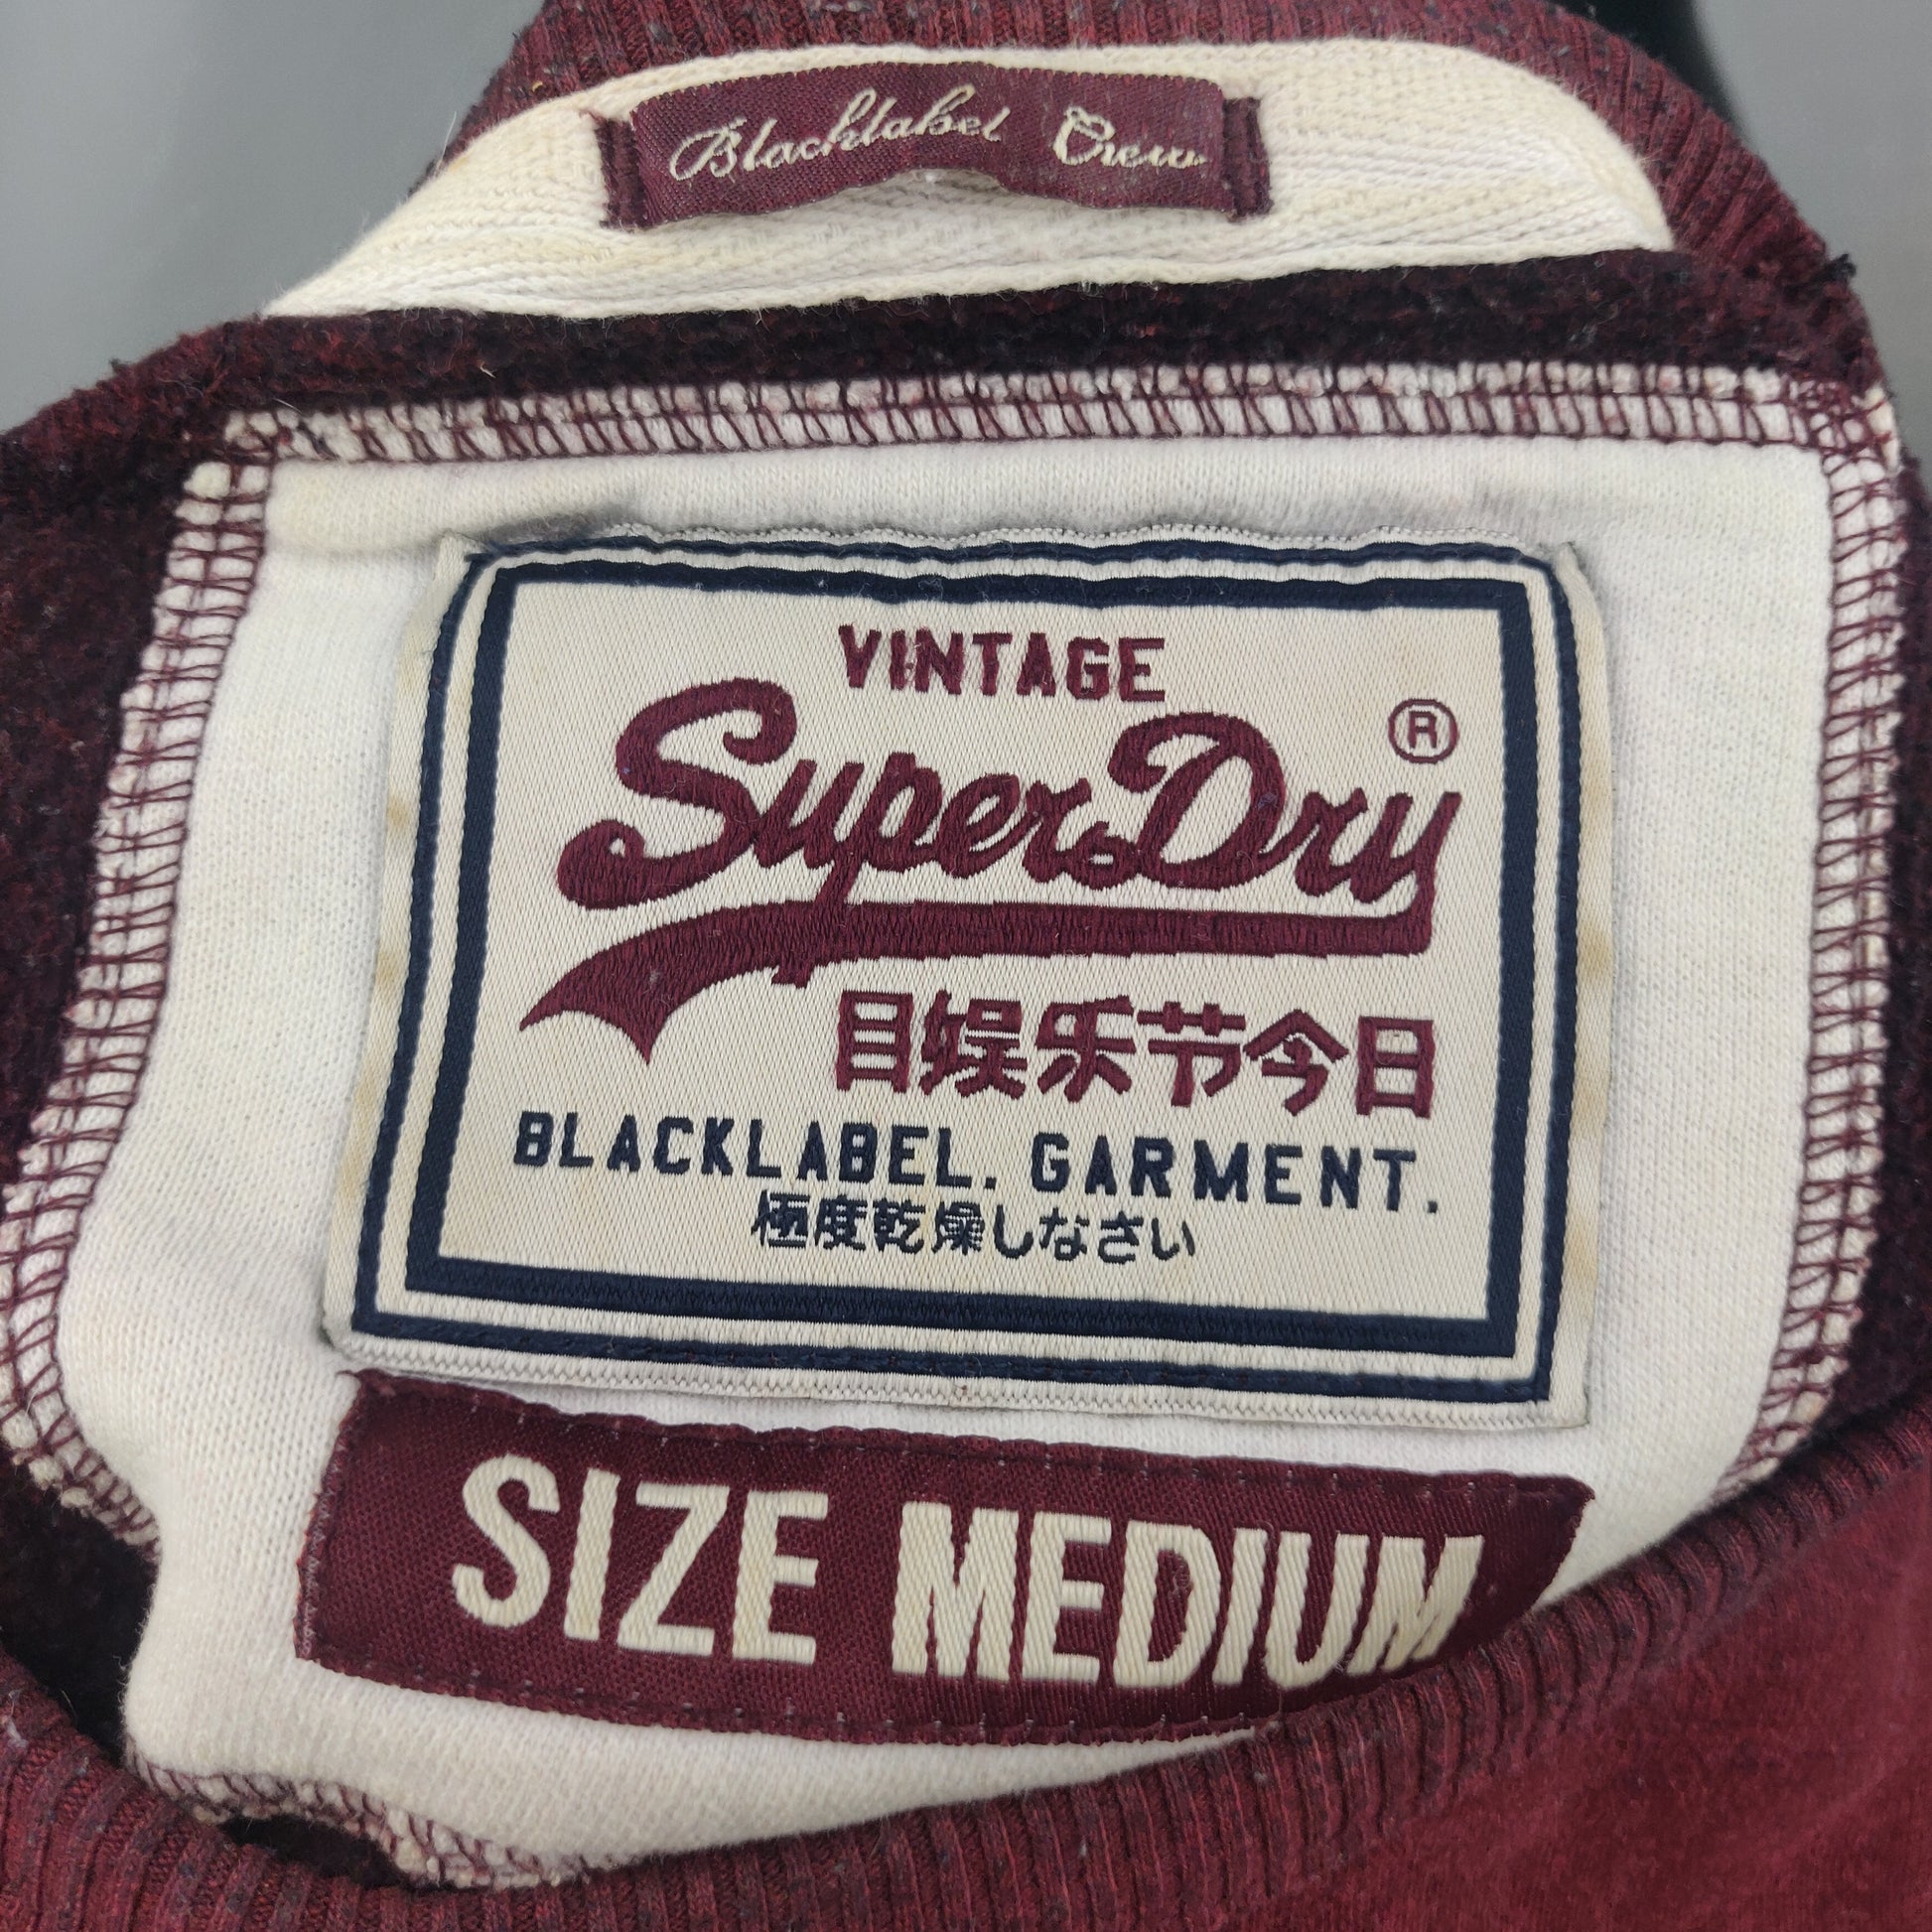 Blacklabel Crew
VINTAGE
SuperDry ®
目娱乐节今日
BLACKLABEL. GARMENT.
極度乾燥しなさい
SIZE MEDIUM